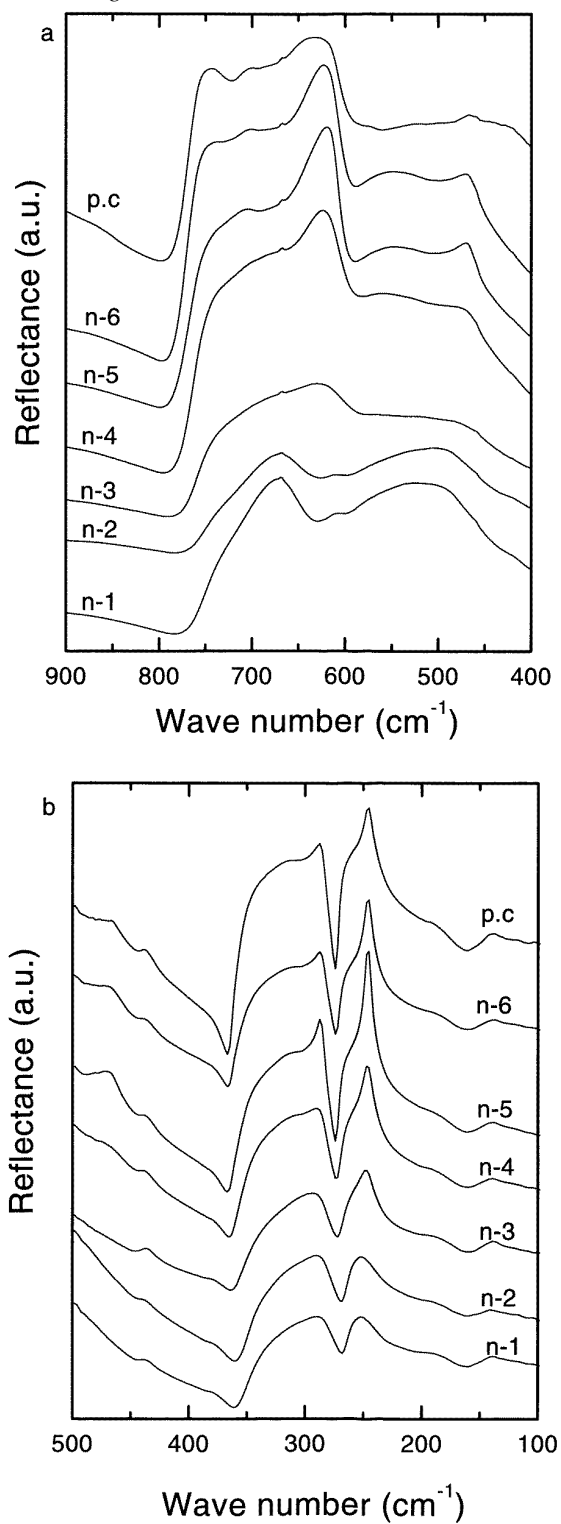 a
Reflectance (a.u.)
p.c
n-6
n-5
n-4
n-3
n-2
n-1
900 800 700 600 500 400
Wave number (cm⁻¹)
b
Reflectance (a.u.)
p.c
n-6
n-5
n-4
n-3
n-2
n-1
500 400 300 200 100
Wave number (cm⁻¹)